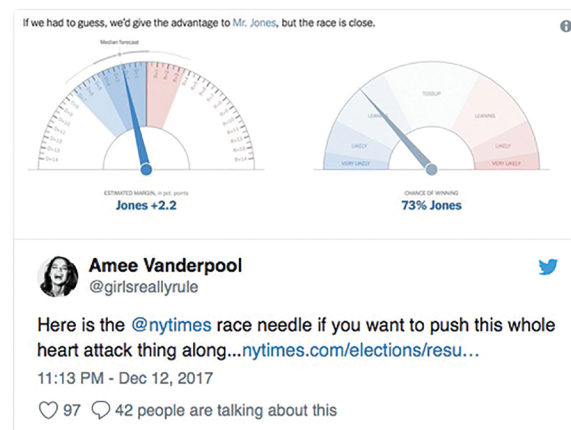 If we had to guess, we'd give the advantage to Mr. Jones, but the race is close.
Median forecast
TOSSUP
LEANING
LEANING
LIKELY
LIKELY
VERY LIKELY
VERY LIKELY
ESTIMATED MARGIN, in pct. points
CHANCE OF WINNING
Jones +2.2
73% Jones
Amee Vanderpool
@girlsreallyrule
Here is the @nytimes race needle if you want to push this whole
heart attack thing along...nytimes.com/elections/resu...
11:13 PM - Dec 12, 2017
97 42 people are talking about this